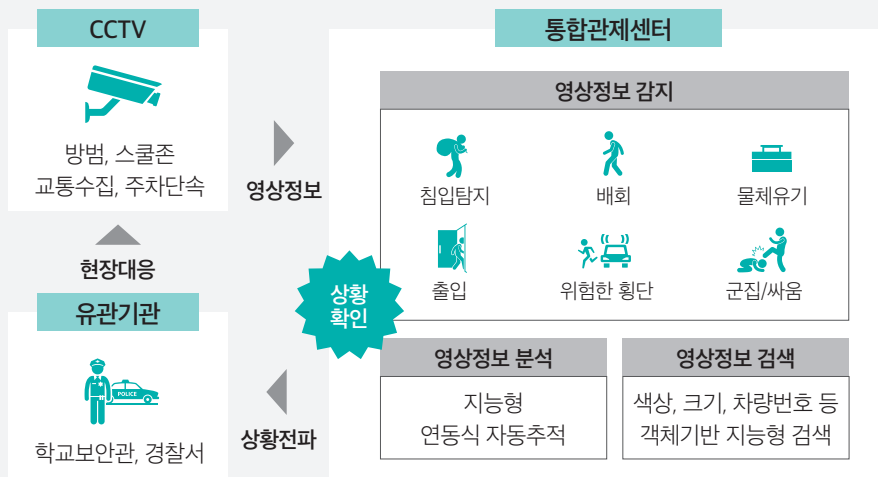 CCTV
방범, 스쿨존
교통수집, 주차단속
영상정보
통합관제센터
영상정보 감지
침입탐지
배회
물체유기
출입
위험한 횡단
군집/싸움
상황
확인
영상정보 분석
지능형
연동식 자동추적
영상정보 검색
색상, 크기, 차량번호 등
객체기반 지능형 검색
상황전파
현장대응
유관기관
POLICE
학교보안관, 경찰서